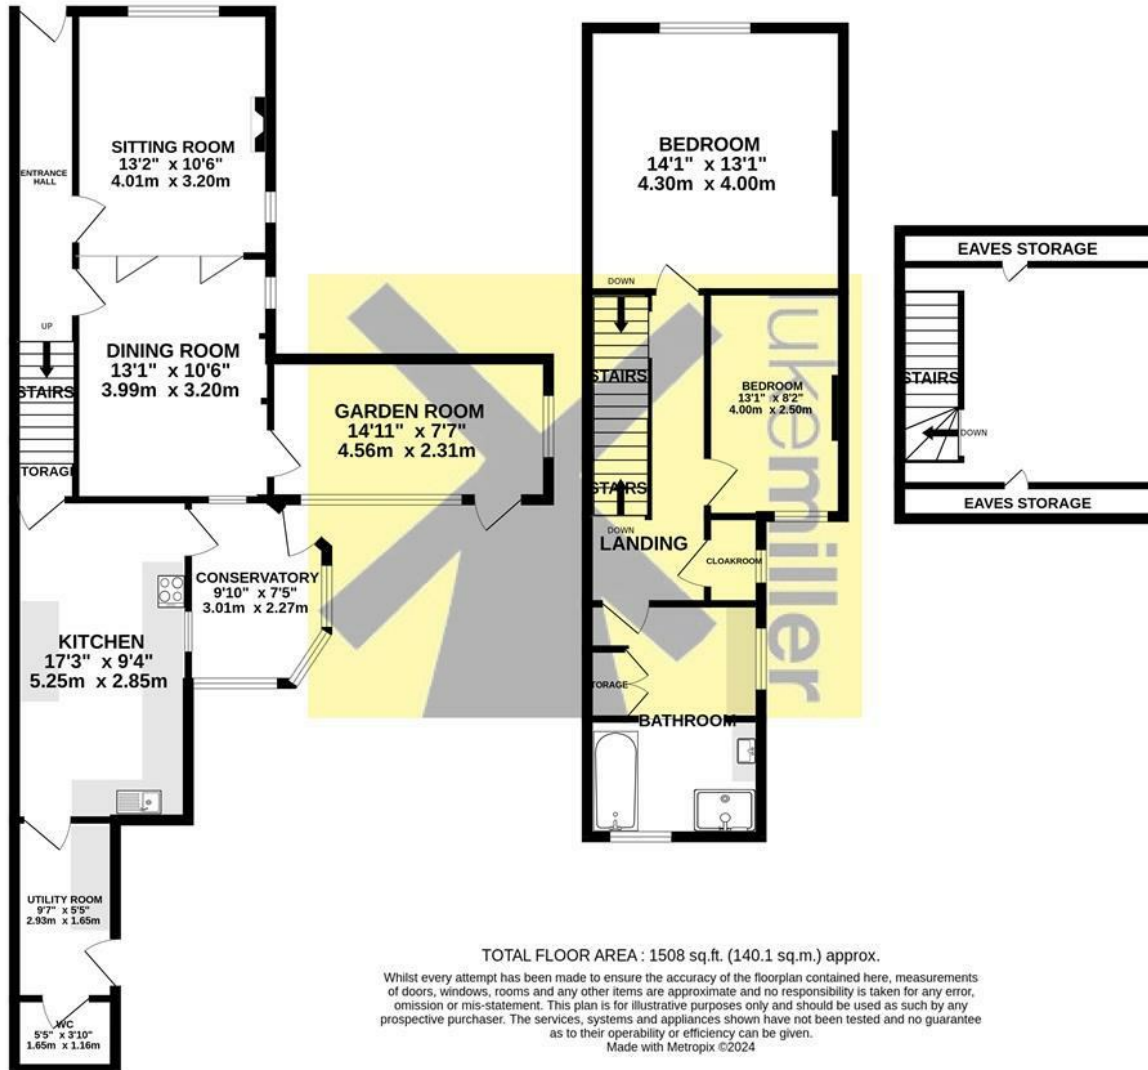 SITTING ROOM
13'2" x 10'6"
4.01m x 3.20m
ENTRANCE
HALL
UP
STAIRS
TORAGE
DINING ROOM
13'1" x 10'6"
3.99m x 3.20m
GARDEN ROOM
14'11" x 7'7"
4.56m x 2.31m
CONSERVATORY
9'10" x 7'5"
3.01m x 2.27m
KITCHEN
17'3" x 9'4"
5.25m x 2.85m
UTILITY ROOM
9'7" x 5'5"
2.93m x 1.65m
WC
5'5" x 3'10"
1.65m x 1.16m
BEDROOM
14'1" x 13'1"
4.30m x 4.00m
DOWN
STAIRS
BEDROOM
13'1" x 8'2"
4.00m x 2.50m
STAIRS
DOWN
LANDING
CLOAKROOM
TORAGE
BATHROOM
ukemiller
EAVES STORAGE
STAIRS
DOWN
EAVES STORAGE
TOTAL FLOOR AREA : 1508 sq.ft. (140.1 sq.m.) approx.
Whilst every attempt has been made to ensure the accuracy of the floorplan contained here, measurements
of doors, windows, rooms and any other items are approximate and no responsibility is taken for any error,
omission or mis-statement. This plan is for illustrative purposes only and should be used as such by any
prospective purchaser. The services, systems and appliances shown have not been tested and no guarantee
as to their operability or efficiency can be given.
Made with Metropix ©2024